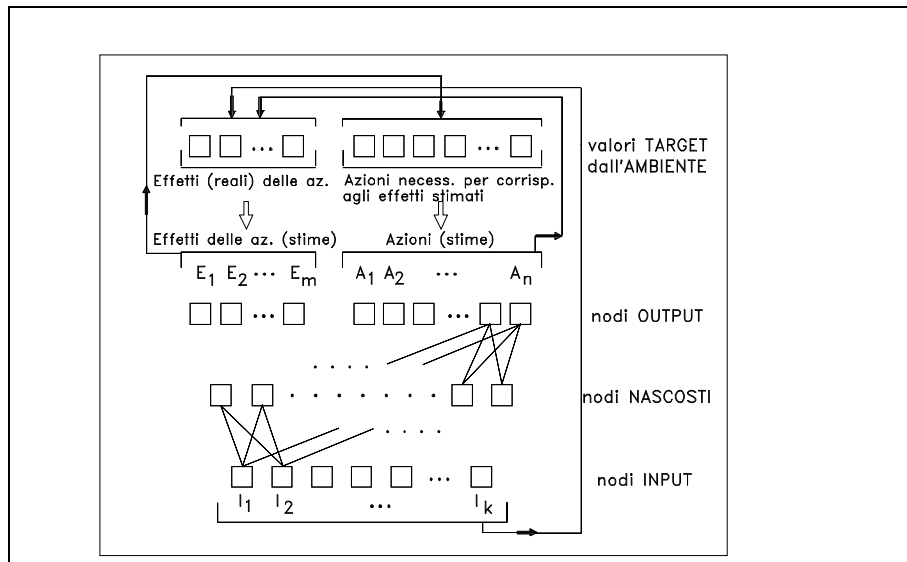 valori TARGET
dall'AMBIENTE
Effetti (reali) delle az.
Azioni necess. per corrisp.
agli effetti stimati
Effetti delle az. (stime)
Azioni (stime)
E1 E2 ... Em
A1 A2 ... An
nodi OUTPUT
nodi NASCOSTI
nodi INPUT
I1 I2 ... Ik